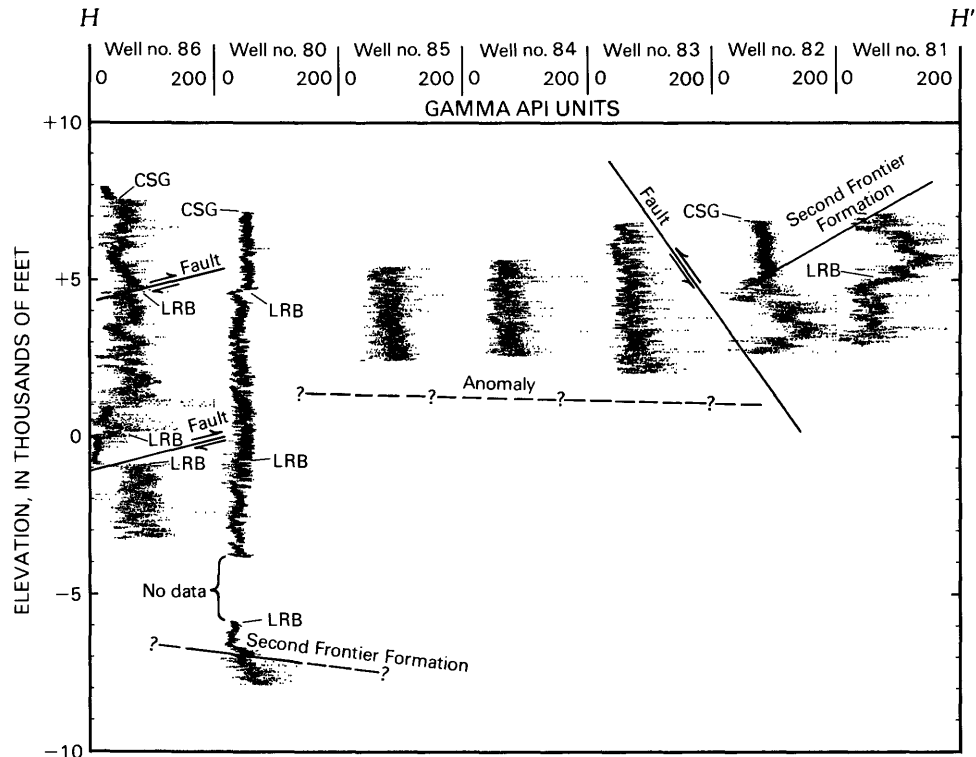 H H'
Well no. 86 Well no. 80 Well no. 85 Well no. 84 Well no. 83 Well no. 82 Well no. 81
0 200 0 200 0 200 0 200 0 200 0 200 0 200
GAMMA API UNITS
+10
CSG
CSG
Fault
CSG
Second Frontier
Formation
+5
Fault
LRB
LRB
LRB
? Anomaly ? ? ?
0
Fault
LRB
LRB
LRB
No data
-5
LRB
? Second Frontier Formation ?
-10
ELEVATION, IN THOUSANDS OF FEET